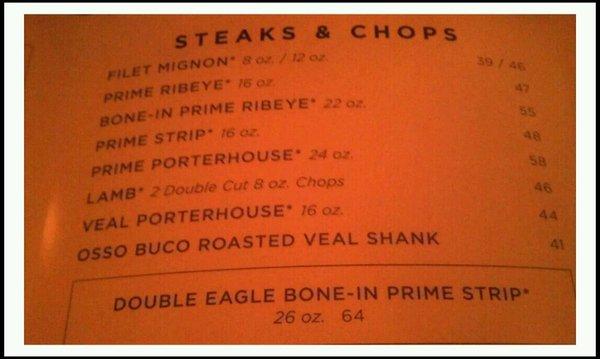 STEAKS & CHOPS
FILET MIGNON* 8 oz. / 12 oz. 39 / 46
PRIME RIBEYE* 16 oz. 47
BONE-IN PRIME RIBEYE* 22 oz. 55
PRIME STRIP* 16 oz. 48
PRIME PORTERHOUSE* 24 oz. 58
LAMB* 2 Double Cut 8 oz. Chops 46
VEAL PORTERHOUSE* 16 oz. 44
OSSO BUCO ROASTED VEAL SHANK 41
DOUBLE EAGLE BONE-IN PRIME STRIP*
26 oz. 64